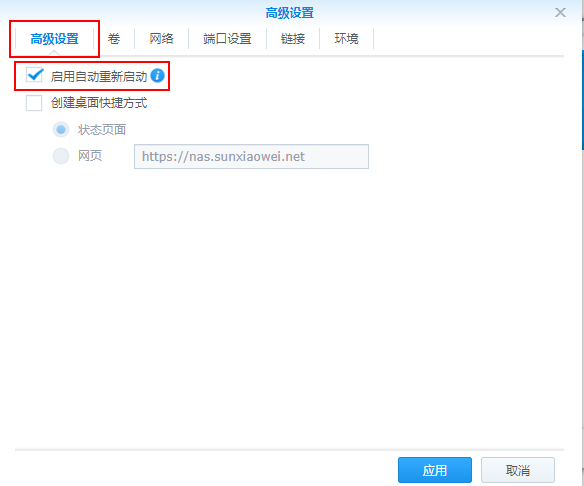 高级设置
高级设置 卷 网络 端口设置 链接 环境
启用自动重新启动
创建桌面快捷方式
状态页面
网页 https://nas.sunxiaowei.net
应用 取消